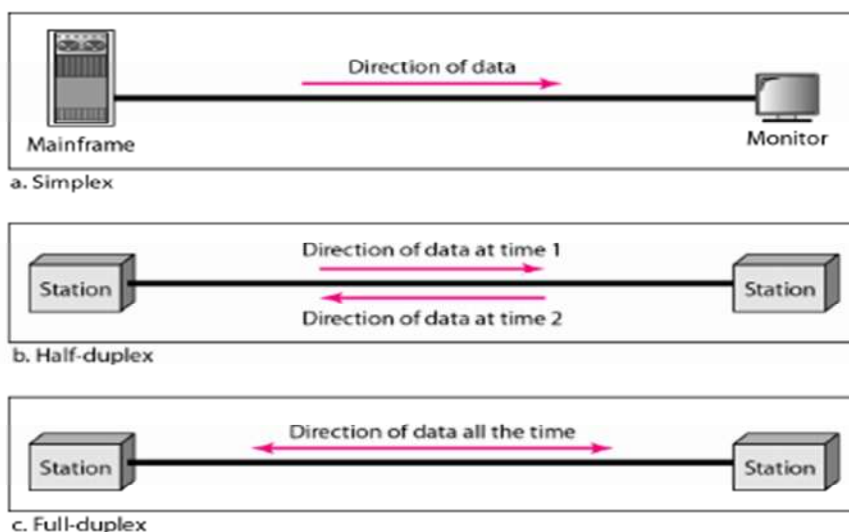 Direction of data
Mainframe
Monitor
a. Simplex
Direction of data at time 1
Station
Station
Direction of data at time 2
b. Half-duplex
Direction of data all the time
Station
Station
c. Full-duplex